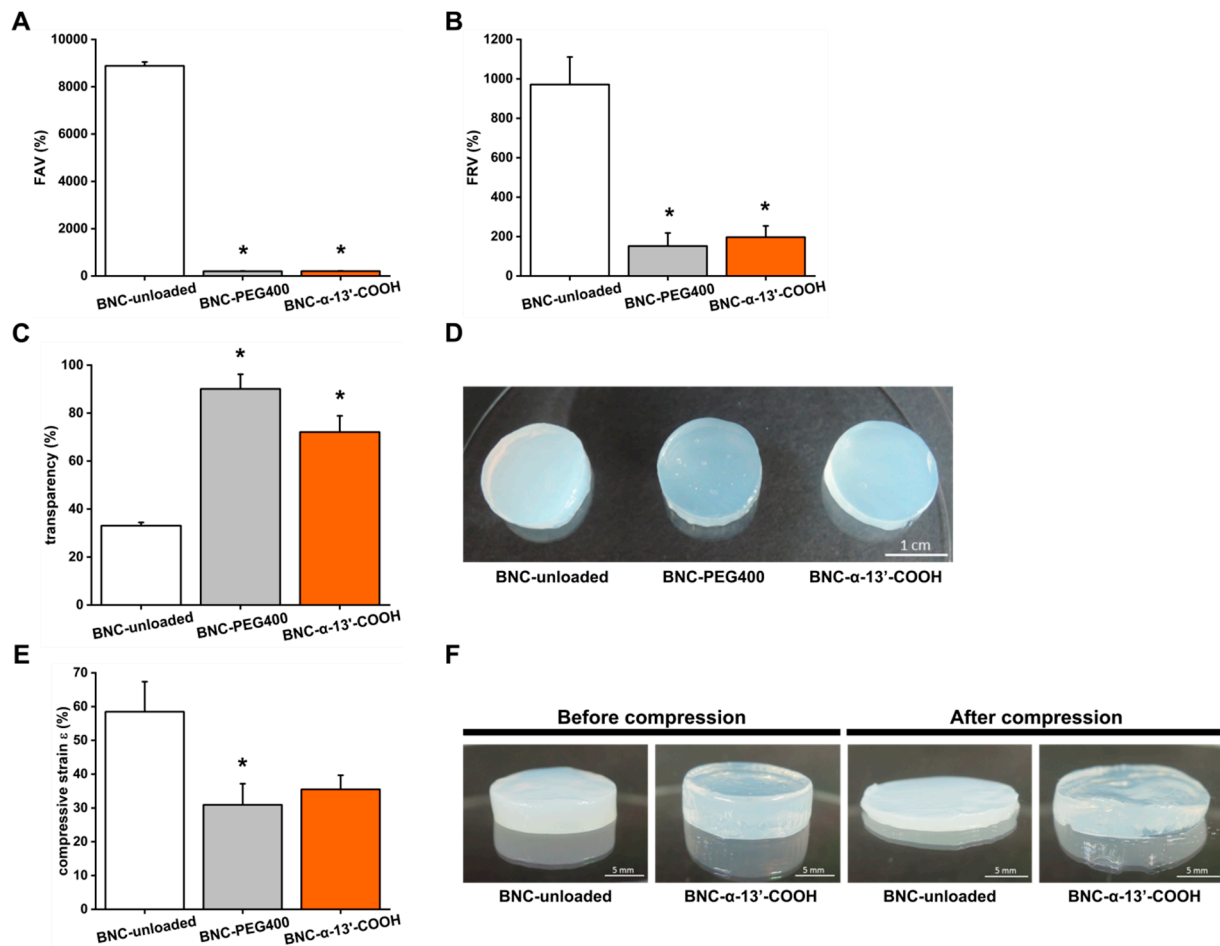 A
FAV (%)
10000
8000
6000
4000
2000
0
* *
BNC-unloaded BNC-PEG400 BNC-α-13'-COOH
B
FRV (%)
1200
1000
800
600
400
200
0
* *
BNC-unloaded BNC-PEG400 BNC-α-13'-COOH
C
transparency (%)
100
80
60
40
20
0
* *
BNC-unloaded BNC-PEG400 BNC-α-13'-COOH
D
1 cm
BNC-unloaded BNC-PEG400 BNC-α-13’-COOH
E
compressive strain ε (%)
70
60
50
40
30
20
10
0
*
BNC-unloaded BNC-PEG400 BNC-α-13'-COOH
F
Before compression After compression
5 mm 5 mm 5 mm 5 mm
BNC-unloaded BNC-α-13’-COOH BNC-unloaded BNC-α-13’-COOH